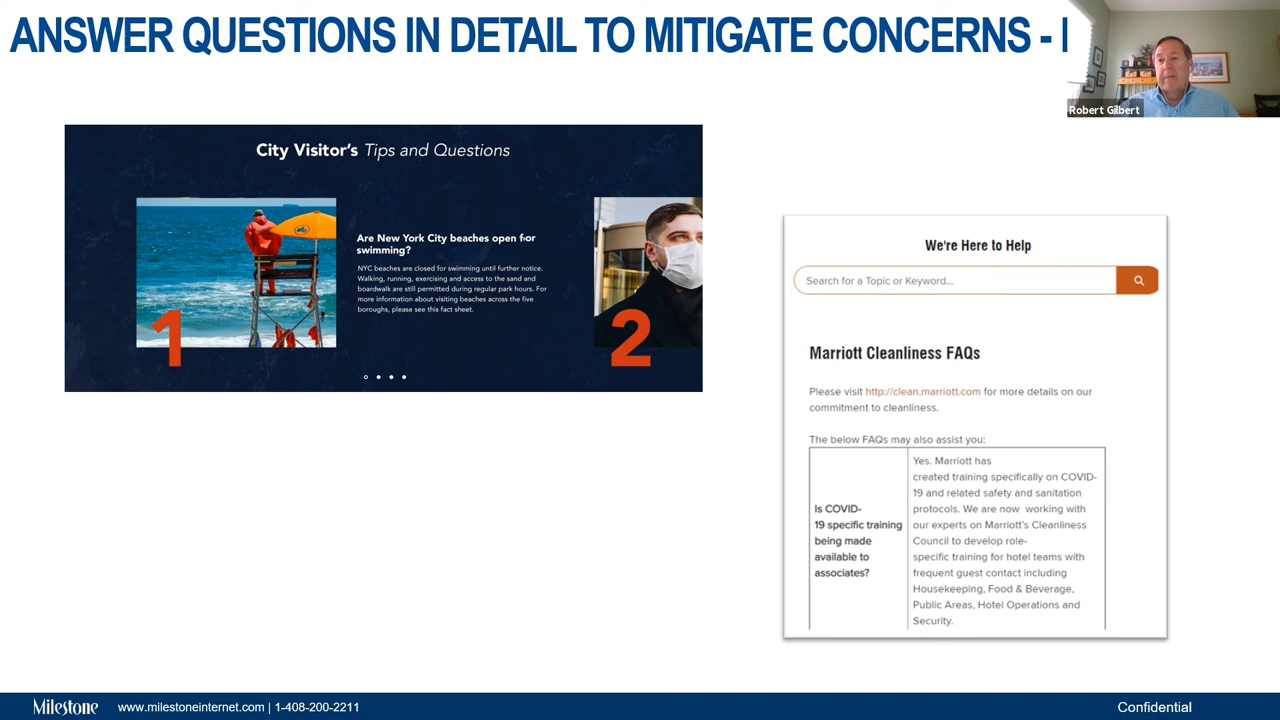 ANSWER QUESTIONS IN DETAIL TO MITIGATE CONCERNS -
Robert Gilbert
City Visitor's Tips and Questions
Are New York City beaches open for
swimming?
NYC beaches are closed for swimming until further notice.
Walking, running, exercising and access to the sand and
boardwalk are still permitted during regular park hours. For
more information about visiting beaches across the five
boroughs, please see this fact sheet.
1
2
We're Here to Help
Search for a Topic or Keyword...
Marriott Cleanliness FAQs
Please visit http://clean.marriott.com for more details on our
commitment to cleanliness.
The below FAQs may also assist you:
Is COVID-
19 specific training
being made
available to
associates?
Yes. Marriott has
created training specifically on COVID-
19 and related safety and sanitation
protocols. We are now working with
our experts on Marriott's Cleanliness
Council to develop role-
specific training for hotel teams with
frequent guest contact including
Housekeeping, Food & Beverage,
Public Areas, Hotel Operations and
Security.
Milestone
www.milestoneinternet.com | 1-408-200-2211
Confidential